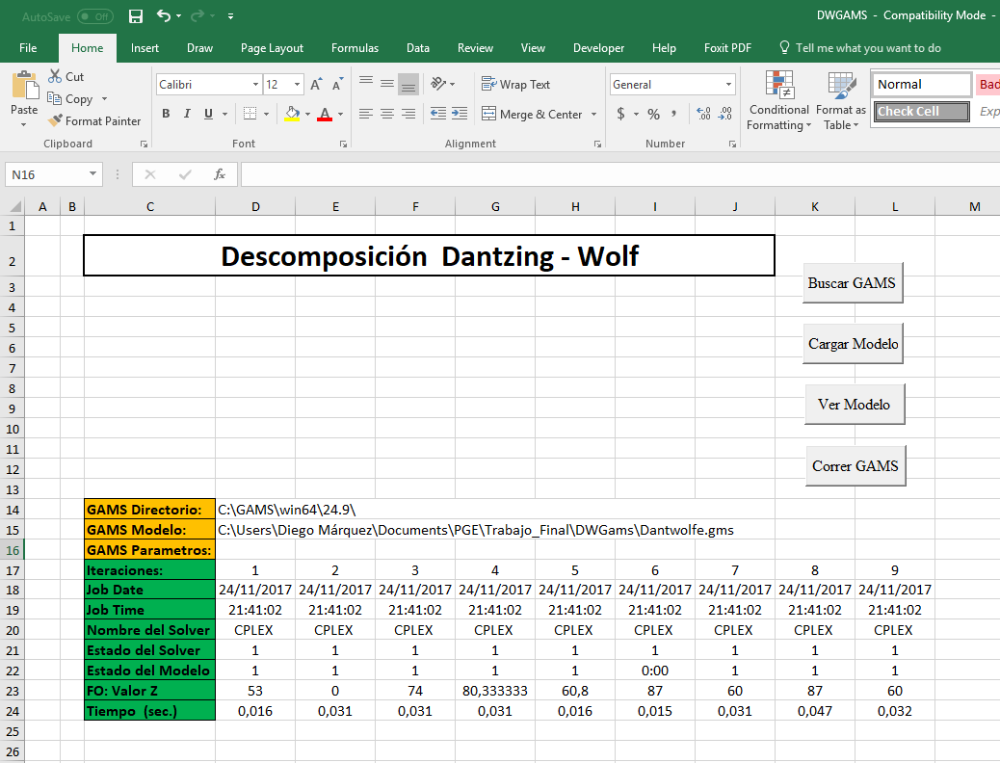 AutoSave Off DWGAMS - Compatibility Mode -
File Home Insert Draw Page Layout Formulas Data Review View Developer Help Foxit PDF Tell me what you want to do
Paste
Cut
Copy
Format Painter
Clipboard
Calibri 12 A A
B I U A
Font
Wrap Text
Merge & Center
Alignment
General
$ % ,
Number
Conditional Formatting
Format as Table
Normal Bad
Check Cell Exp
N16 fx
A B C D E F G H I J K L M
1
2 Descomposición Dantzing - Wolf
3 Buscar GAMS
4
5
6 Cargar Modelo
7
8
9 Ver Modelo
10
11
12 Correr GAMS
13
14 GAMS Directorio: C:\GAMS\win64\24.9\
15 GAMS Modelo: C:\Users\Diego Márquez\Documents\PGE\Trabajo_Final\DWGams\Dantwolfe.gms
16 GAMS Parametros:
17 Iteraciones: 1 2 3 4 5 6 7 8 9
18 Job Date 24/11/2017 24/11/2017 24/11/2017 24/11/2017 24/11/2017 24/11/2017 24/11/2017 24/11/2017 24/11/2017
19 Job Time 21:41:02 21:41:02 21:41:02 21:41:02 21:41:02 21:41:02 21:41:02 21:41:02 21:41:02
20 Nombre del Solver CPLEX CPLEX CPLEX CPLEX CPLEX CPLEX CPLEX CPLEX CPLEX
21 Estado del Solver 1 1 1 1 1 1 1 1 1
22 Estado del Modelo 1 1 1 1 1 0:00 1 1 1
23 FO: Valor Z 53 0 74 80,333333 60,8 87 60 87 60
24 Tiempo (sec.) 0,016 0,031 0,031 0,031 0,016 0,015 0,031 0,047 0,032
25
26